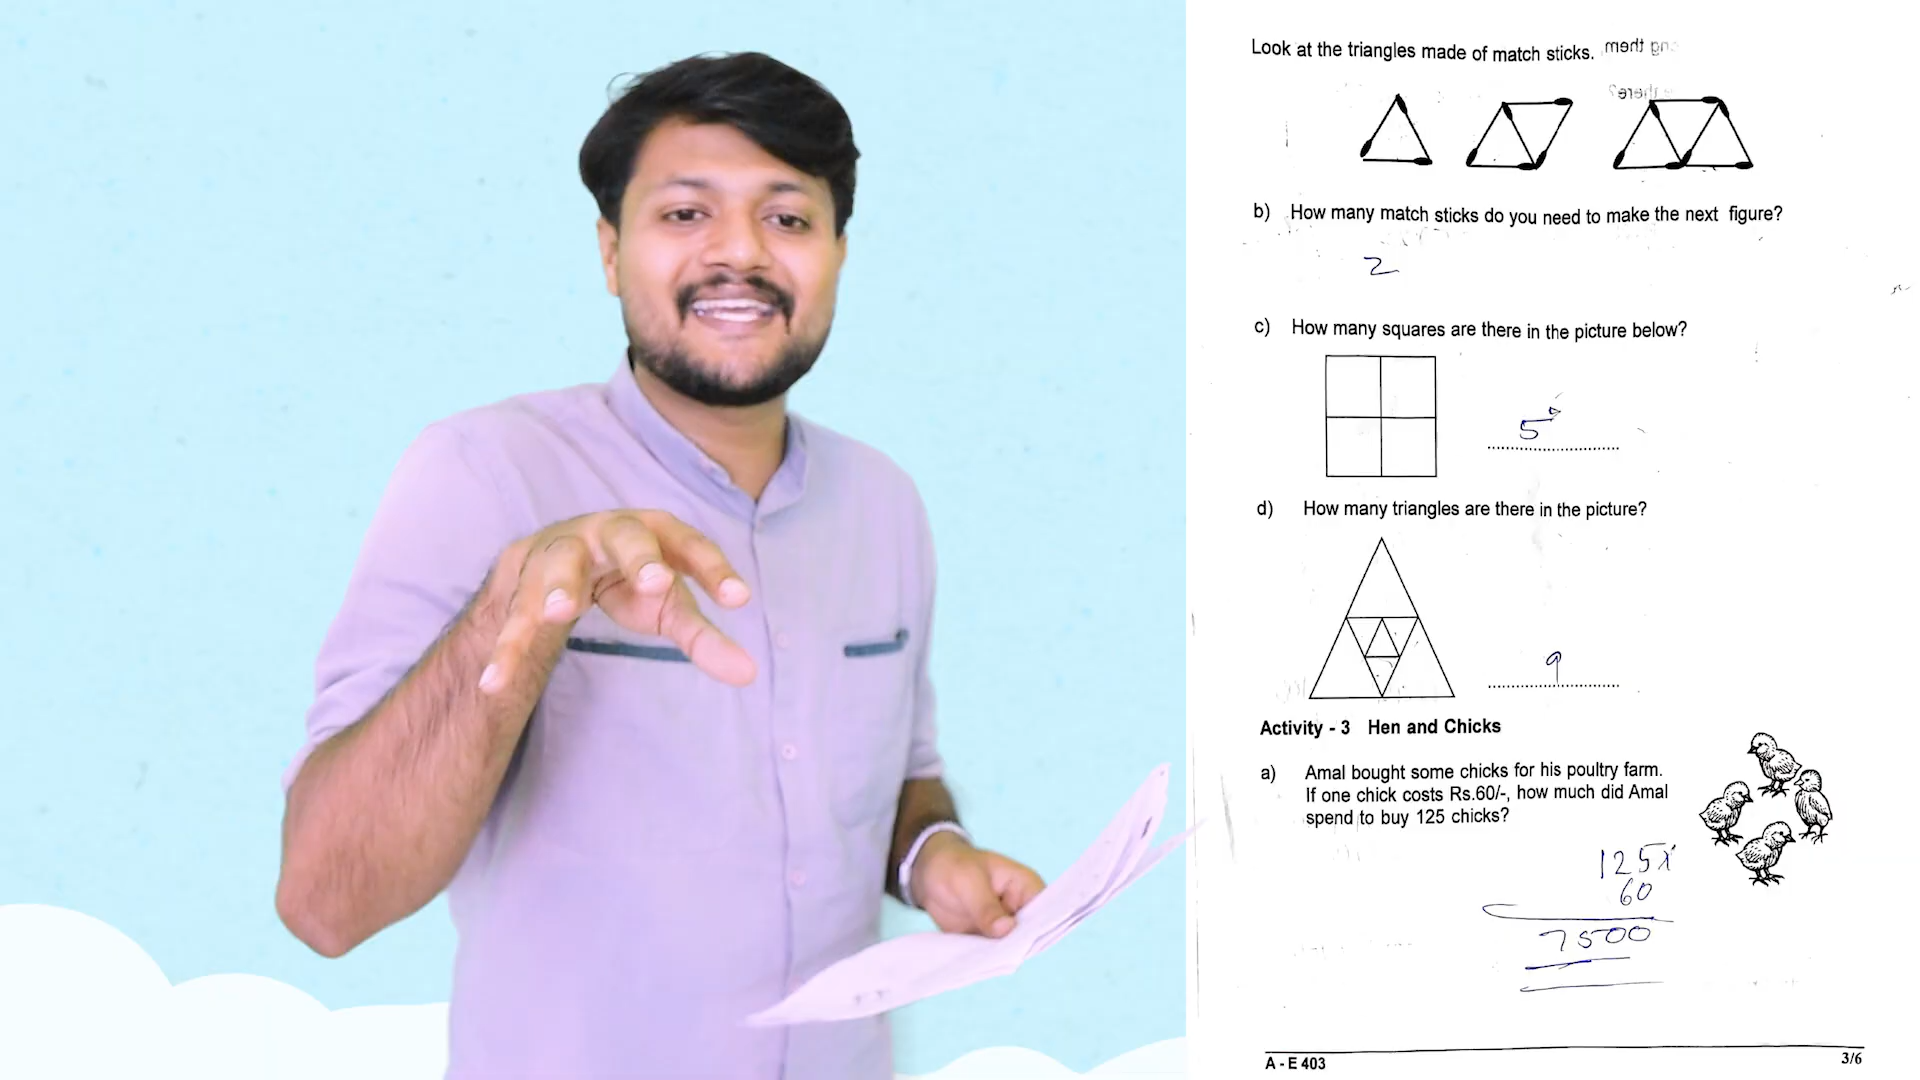 Look at the triangles made of match sticks.
b) How many match sticks do you need to make the next figure?
2
c) How many squares are there in the picture below?
5
d) How many triangles are there in the picture?
9
Activity - 3 Hen and Chicks
a) Amal bought some chicks for his poultry farm.
If one chick costs Rs.60/-, how much did Amal
spend to buy 125 chicks?
125x
60
7500
A - E 403 3/6